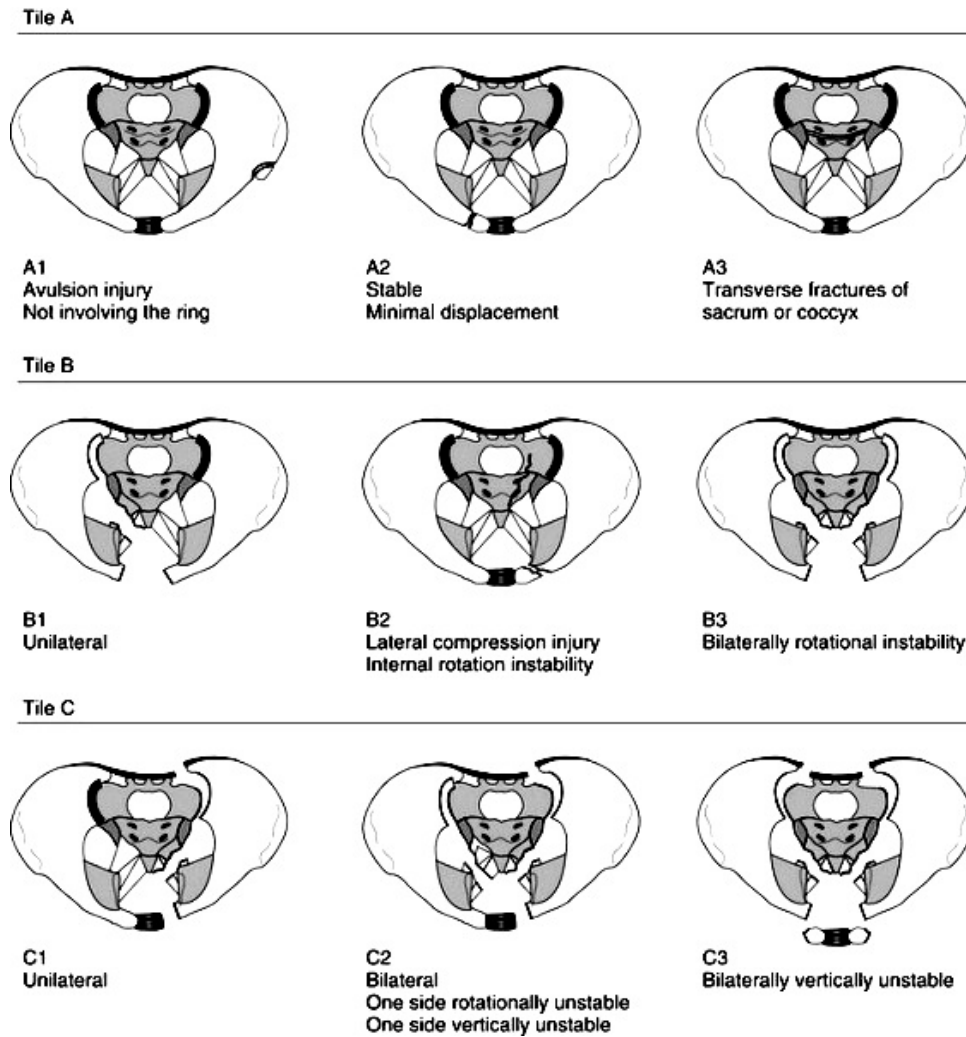 Tile A
A1
Avulsion injury
Not involving the ring
A2
Stable
Minimal displacement
A3
Transverse fractures of
sacrum or coccyx
Tile B
B1
Unilateral
B2
Lateral compression injury
Internal rotation instability
B3
Bilaterally rotational instability
Tile C
C1
Unilateral
C2
Bilateral
One side rotationally unstable
One side vertically unstable
C3
Bilaterally vertically unstable